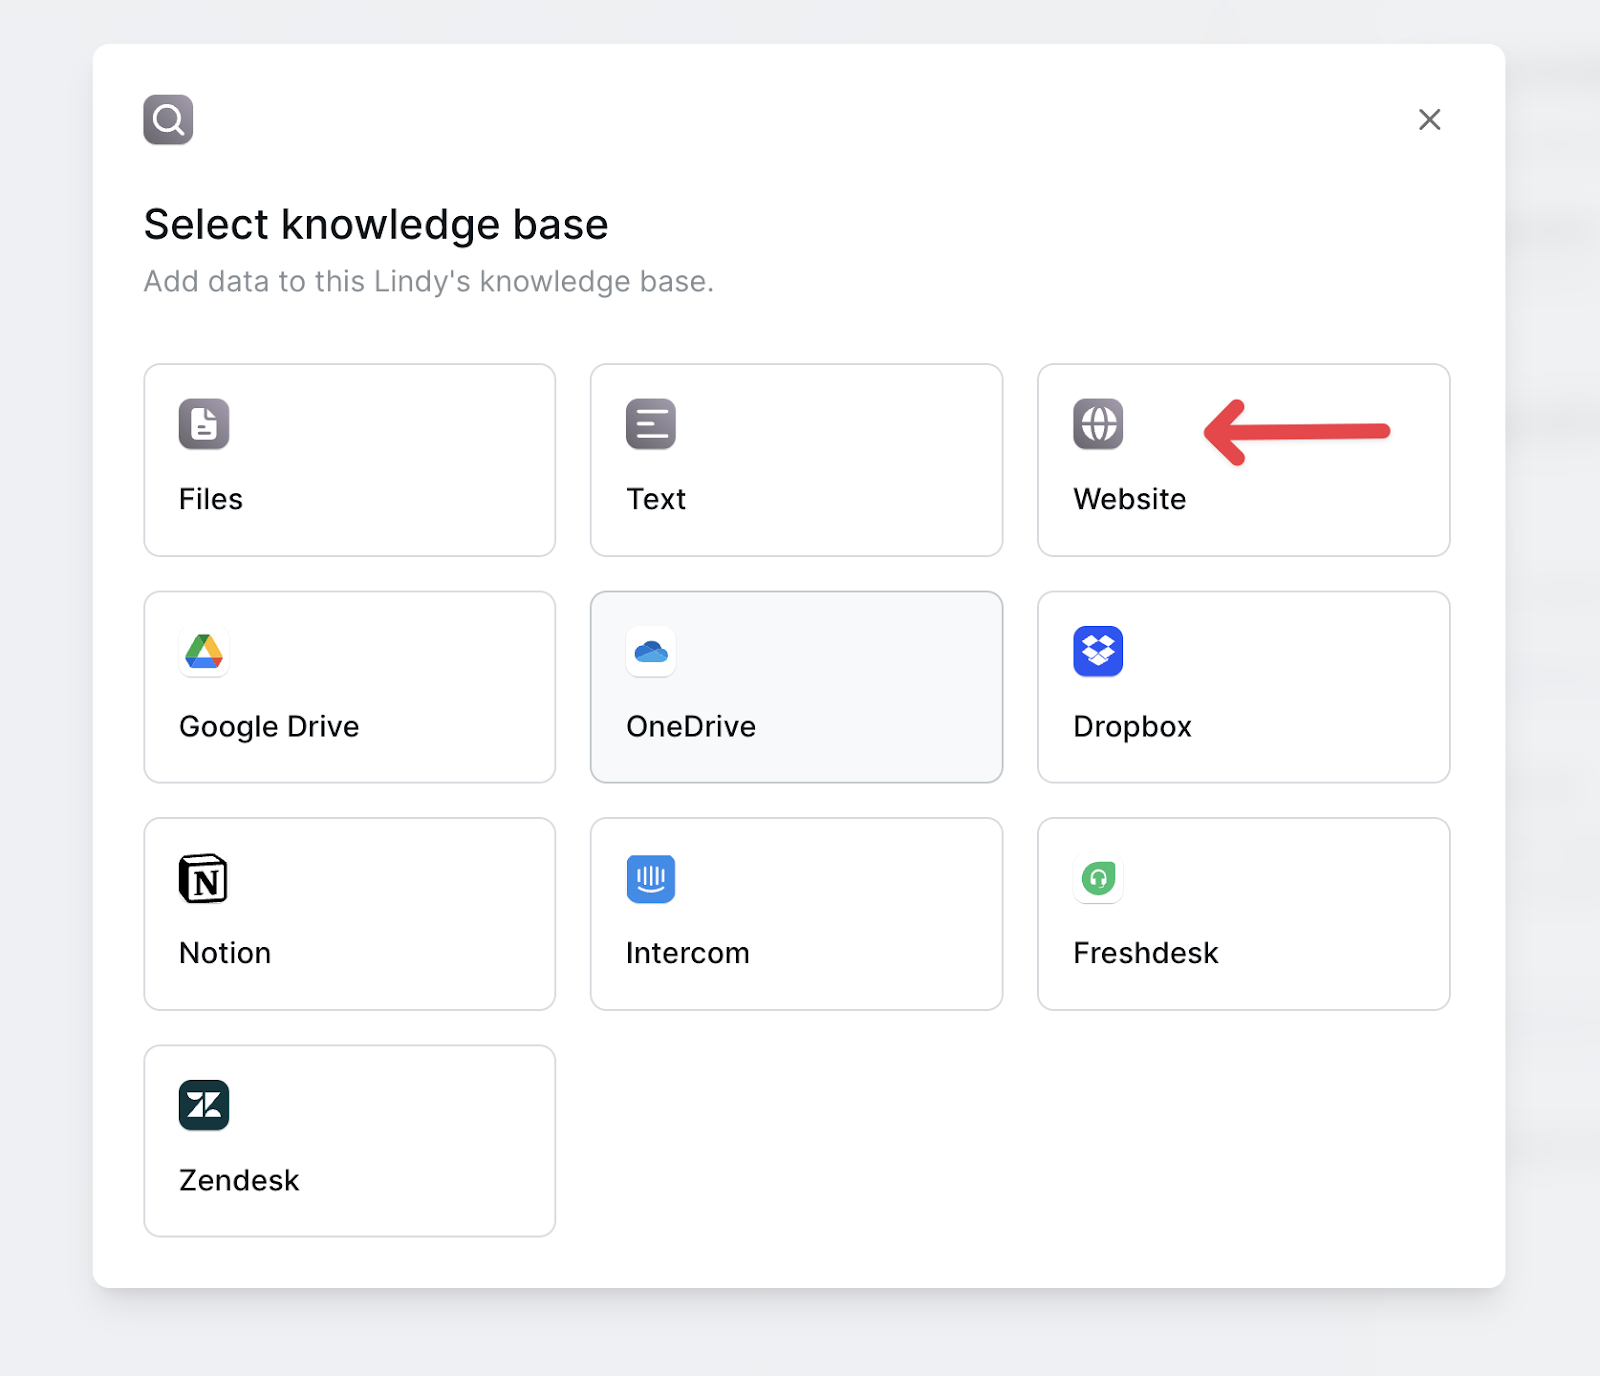 Select knowledge base
Add data to this Lindy's knowledge base.
Files
Text
Website
Google Drive
OneDrive
Dropbox
N
Notion
Intercom
Freshdesk
Zendesk